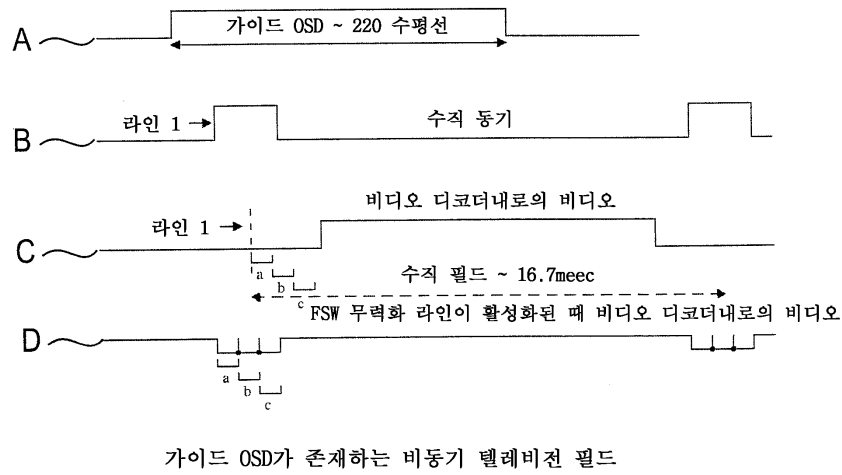 가이드 OSD ~ 220 수평선
A
라인 1
수직 동기
B
비디오 디코더내로의 비디오
라인 1
C
a
b
c
수직 필드 ~ 16.7meec
FSW 무력화 라인이 활성화된 때 비디오 디코더내로의 비디오
D
a
b
c
가이드 OSD가 존재하는 비동기 텔레비전 필드